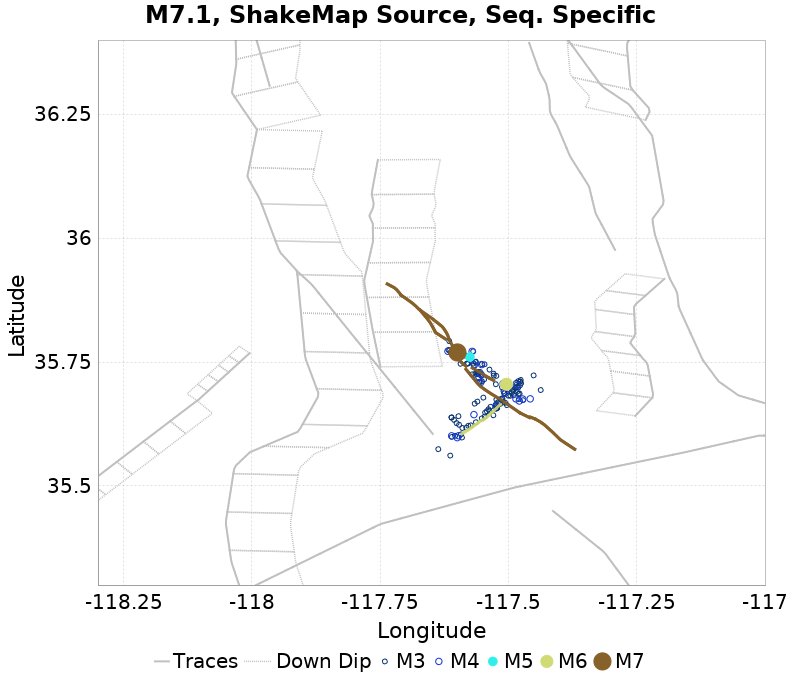 M7.1, ShakeMap Source, Seq. Specific
36.25
36
35.75
35.5
Latitude
-118.25 -118 -117.75 -117.5 -117.25 -117
Longitude
Traces Down Dip M3 M4 M5 M6 M7